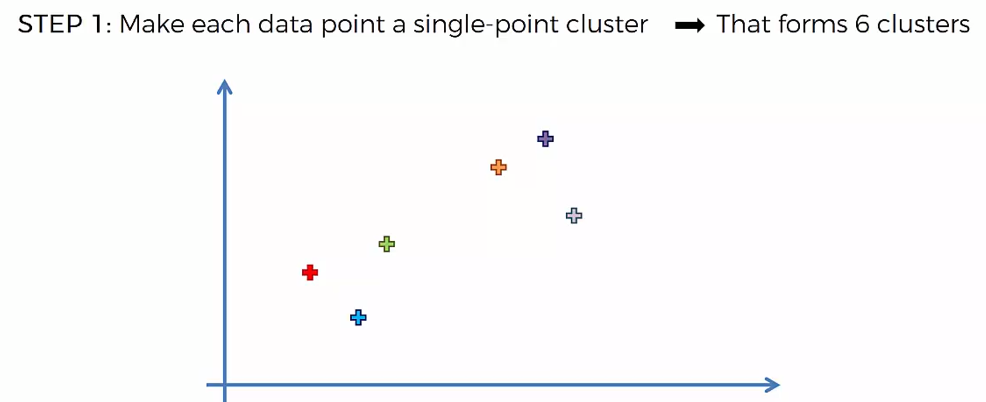 STEP 1: Make each data point a single-point cluster ➡ That forms 6 clusters